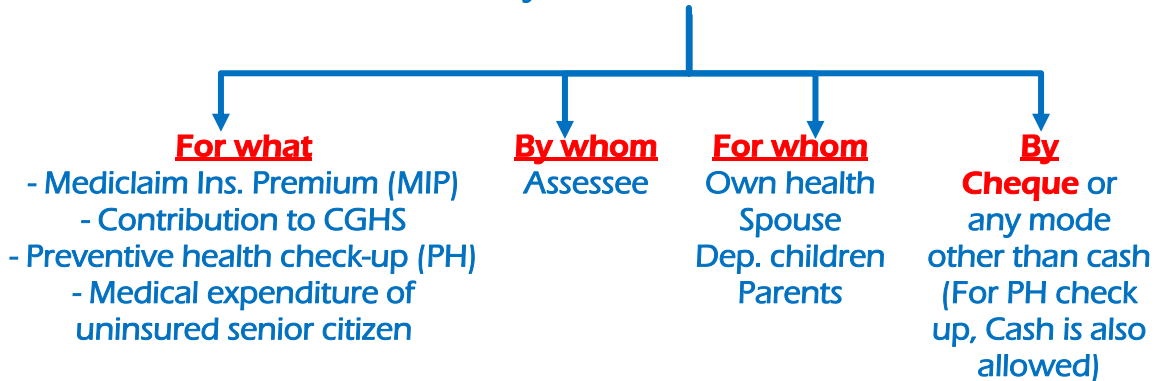 For what
- Mediclaim Ins. Premium (MIP)
- Contribution to CGHS
- Preventive health check-up (PH)
- Medical expenditure of
uninsured senior citizen
By whom
Assessee
For whom
Own health
Spouse
Dep. children
Parents
By
Cheque or
any mode
other than cash
(For PH check
up, Cash is also
allowed)